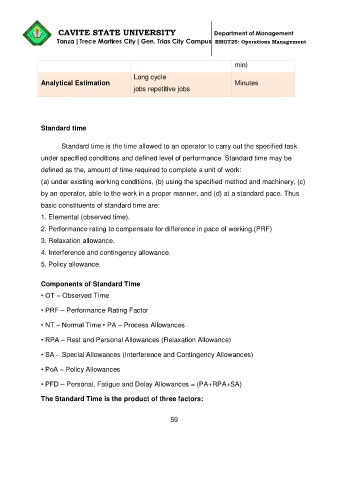 CAVITE STATE UNIVERSITY
Department of Management
Tanza | Trece Martires City | Gen. Trias City Campus BMGT25: Operations Management
min)
Analytical Estimation
Long cycle
jobs repetitive jobs
Minutes
Standard time
Standard time is the time allowed to an operator to carry out the specified task
under specified conditions and defined level of performance. Standard time may be
defined as the, amount of time required to complete a unit of work:
(a) under existing working conditions, (b) using the specified method and machinery, (c)
by an operator, able to the work in a proper manner, and (d) at a standard pace. Thus
basic constituents of standard time are:
1. Elemental (observed time).
2. Performance rating to compensate for difference in pace of working.(PRF)
3. Relaxation allowance.
4. Interference and contingency allowance.
5. Policy allowance.
Components of Standard Time
• OT – Observed Time
• PRF – Performance Rating Factor
• NT – Normal Time • PA – Process Allowances
• RPA – Rest and Personal Allowances (Relaxation Allowance)
• SA – Special Allowances (Interference and Contingency Allowances)
• PoA – Policy Allowances
• PFD – Personal, Fatigue and Delay Allowances = (PA+RPA+SA)
The Standard Time is the product of three factors:
59